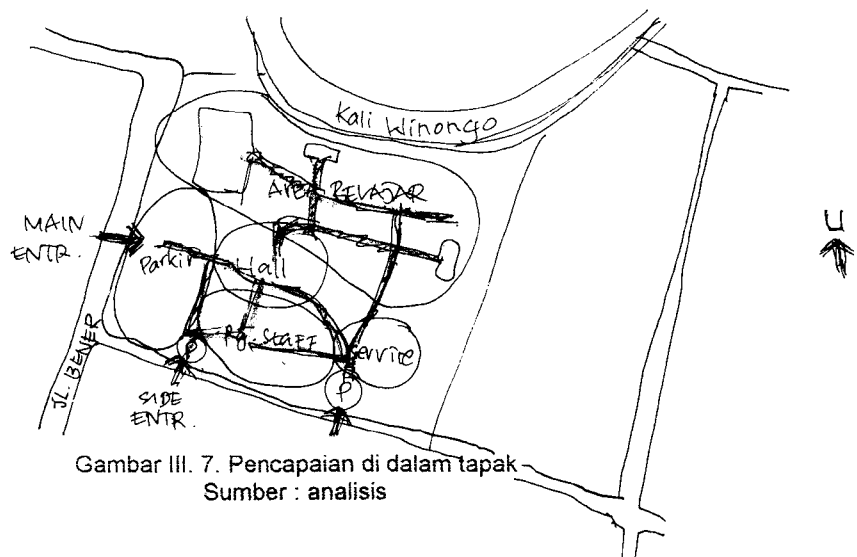 Kali Winongo
AREA BELAJAR
U
MAIN
ENTR.
Parkir
Hall
JL. BENER
P
Rg. STAFF
Service
P
SIDE
ENTR.
Gambar III. 7. Pencapaian di dalam tapak
Sumber : analisis